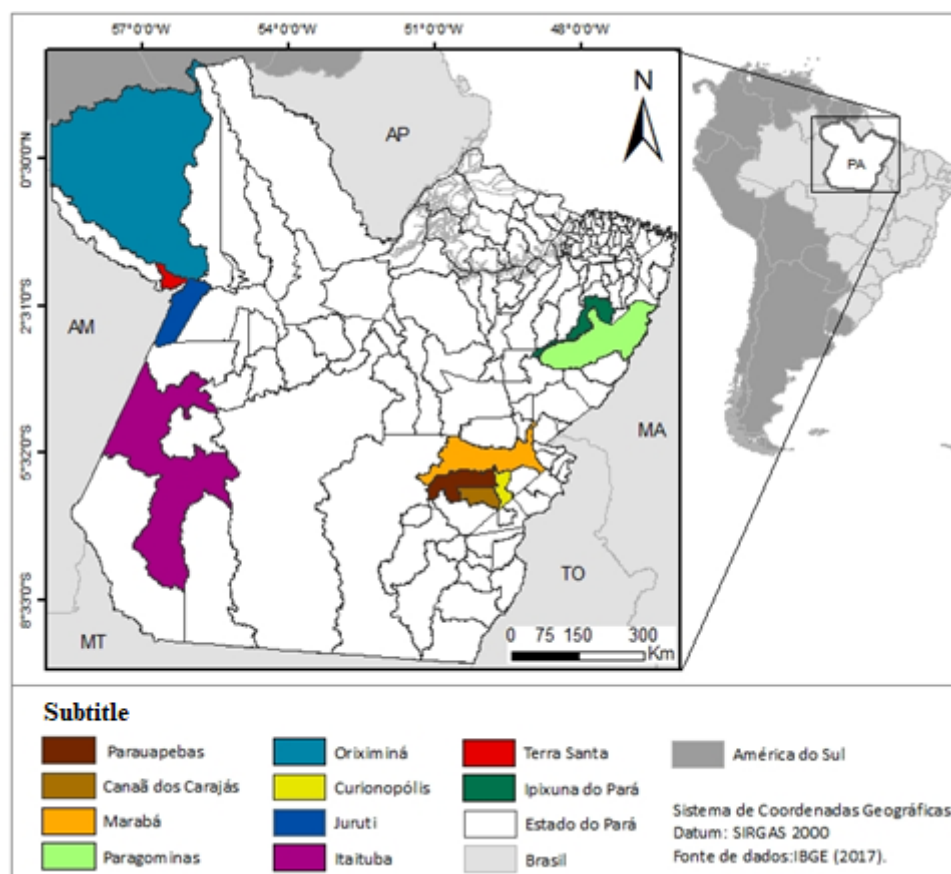 57°0'0"W 54°0'0"W 51°0'0"W 48°0'0"W
N
AP
PA
0°3'0"N
2°31'0"S
AM
MA
5°32'0"S
TO
8°33'0"S
MT
0 75 150 300
Km
Subtitle
Parauapebas
Oriximiná
Terra Santa
América do Sul
Canaã dos Carajás
Curionopólis
Ipixuna do Pará
Marabá
Juruti
Estado do Pará
Paragominas
Itaituba
Brasil
Sistema de Coordenadas Geográficas
Datum: SIRGAS 2000
Fonte de dados:IBGE (2017).